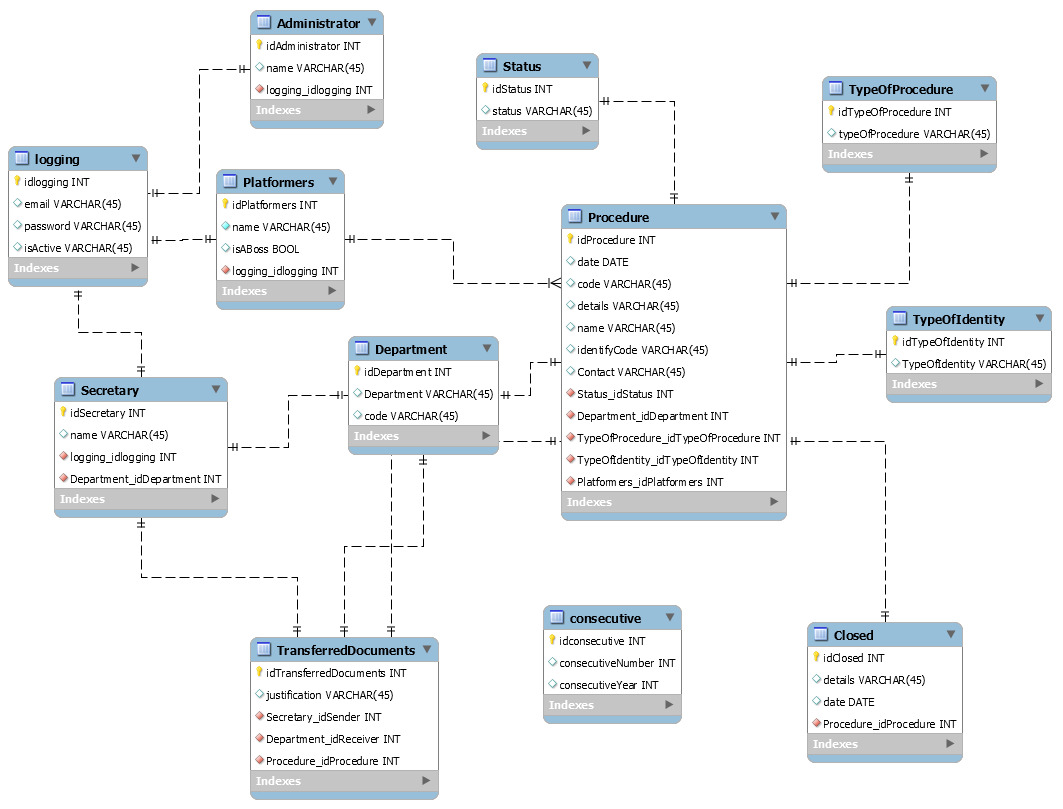 Administrator
idAdministrator INT
name VARCHAR(45)
logging_idlogging INT
Indexes
Status
idStatus INT
status VARCHAR(45)
Indexes
TypeOfProcedure
idTypeOfProcedure INT
typeOfProcedure VARCHAR(45)
Indexes
logging
idlogging INT
email VARCHAR(45)
password VARCHAR(45)
isActive VARCHAR(45)
Indexes
Platformers
idPlatformers INT
name VARCHAR(45)
isABoss BOOL
logging_idlogging INT
Indexes
Procedure
idProcedure INT
date DATE
code VARCHAR(45)
details VARCHAR(45)
name VARCHAR(45)
identifyCode VARCHAR(45)
Contact VARCHAR(45)
Status_idStatus INT
Department_idDepartment INT
TypeOfProcedure_idTypeOfProcedure INT
TypeOfIdentity_idTypeOfIdentity INT
Platformers_idPlatformers INT
Indexes
TypeOfIdentity
idTypeOfIdentity INT
TypeOfIdentity VARCHAR(45)
Indexes
Department
idDepartment INT
Department VARCHAR(45)
code VARCHAR(45)
Indexes
Secretary
idSecretary INT
name VARCHAR(45)
logging_idlogging INT
Department_idDepartment INT
Indexes
TransferredDocuments
idTransferredDocuments INT
justification VARCHAR(45)
Secretary_idSender INT
Department_idReceiver INT
Procedure_idProcedure INT
Indexes
consecutive
idconsecutive INT
consecutiveNumber INT
consecutiveYear INT
Indexes
Closed
idClosed INT
details VARCHAR(45)
date DATE
Procedure_idProcedure INT
Indexes